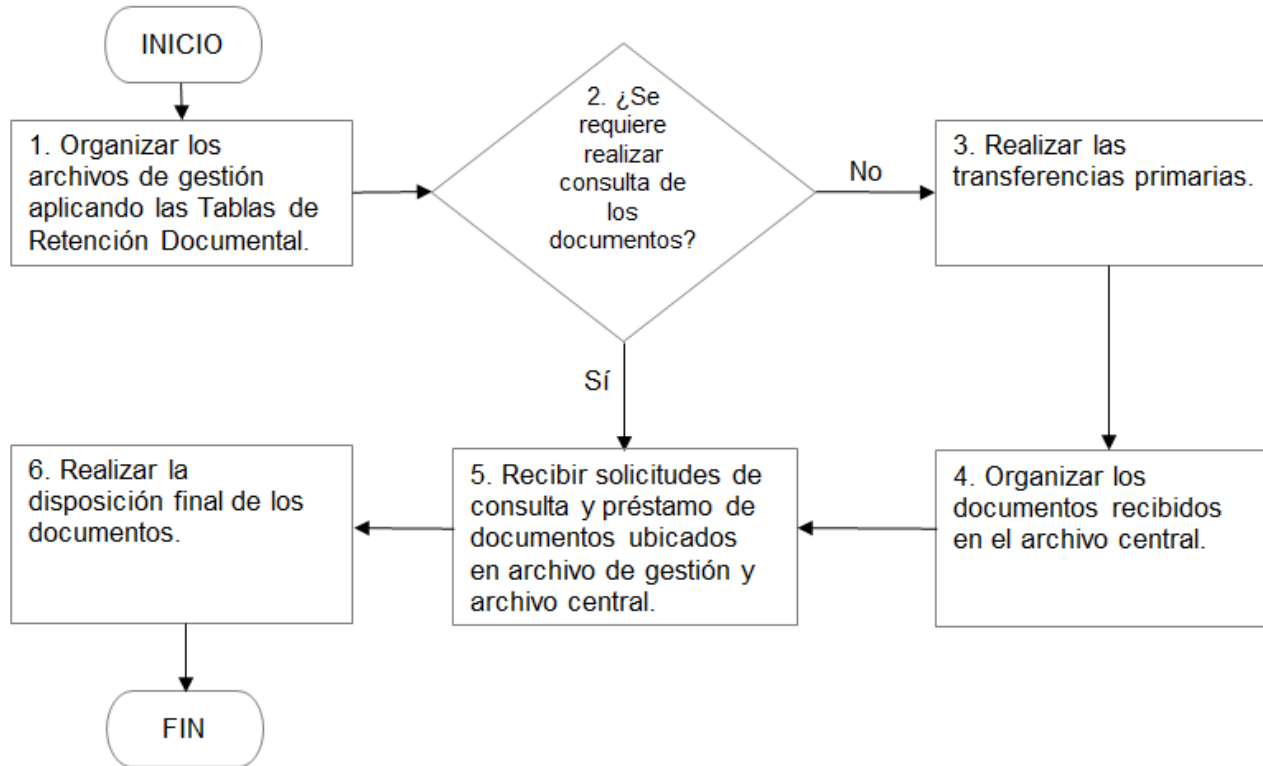 INICIO
1. Organizar los
archivos de gestión
aplicando las Tablas de
Retención Documental.
2. ¿Se
requiere
realizar
consulta de
los
documentos?
No
3. Realizar las
transferencias primarias.
Sí
4. Organizar los
documentos recibidos
en el archivo central.
5. Recibir solicitudes de
consulta y préstamo de
documentos ubicados
en archivo de gestión y
archivo central.
6. Realizar la
disposición final de los
documentos.
FIN